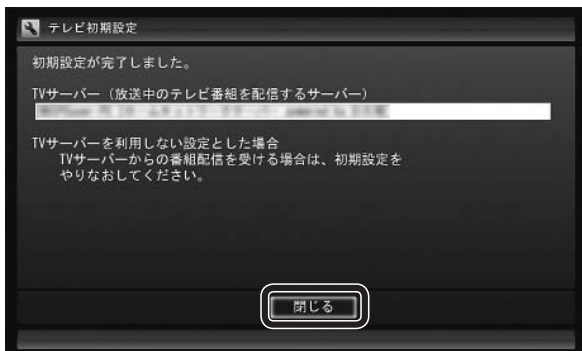 テレビ初期設定
初期設定が完了しました。
TVサーバー（放送中のテレビ番組を配信するサーバー）
TVサーバーを利用しない設定とした場合
TVサーバーからの番組配信を受ける場合は、初期設定を
やりなおしてください。
閉じる